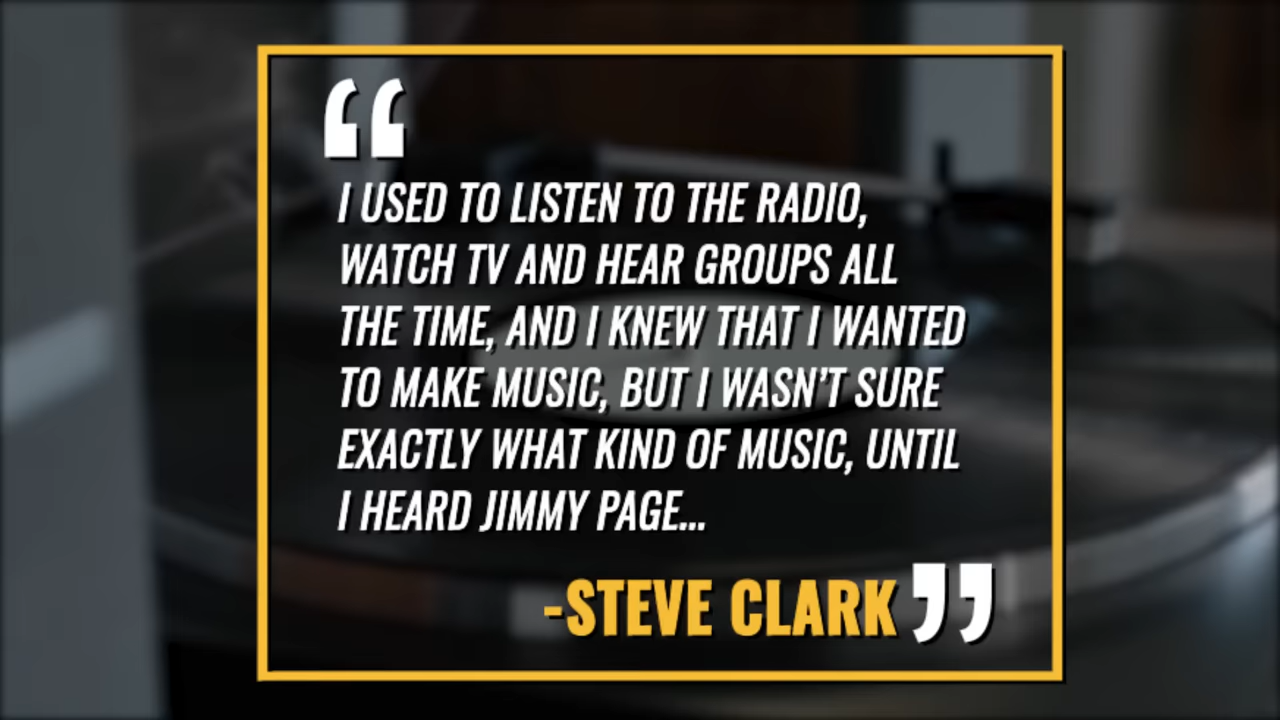 “
I USED TO LISTEN TO THE RADIO,
WATCH TV AND HEAR GROUPS ALL
THE TIME, AND I KNEW THAT I WANTED
TO MAKE MUSIC, BUT I WASN’T SURE
EXACTLY WHAT KIND OF MUSIC, UNTIL
I HEARD JIMMY PAGE...
-STEVE CLARK ”